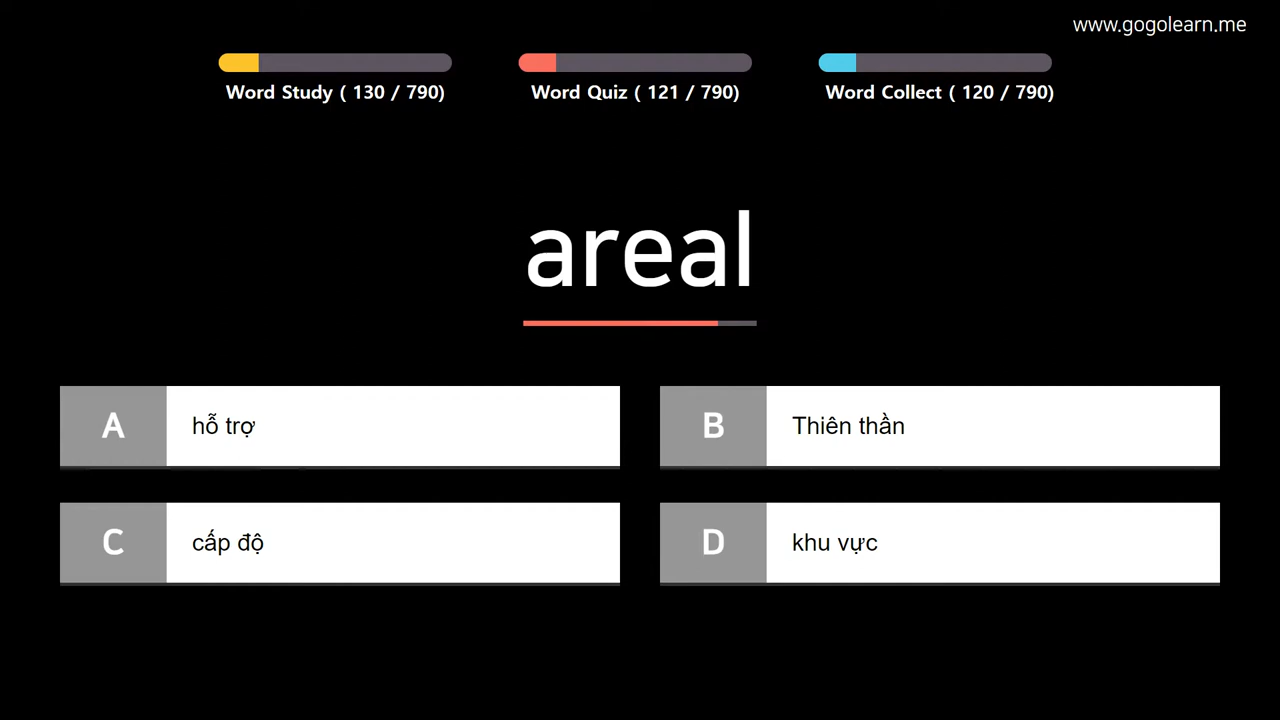 www.gogolearn.me
Word Study ( 130 / 790)
Word Quiz ( 121 / 790)
Word Collect ( 120 / 790)
areal
A hỗ trợ
B Thiên thần
C cấp độ
D khu vực